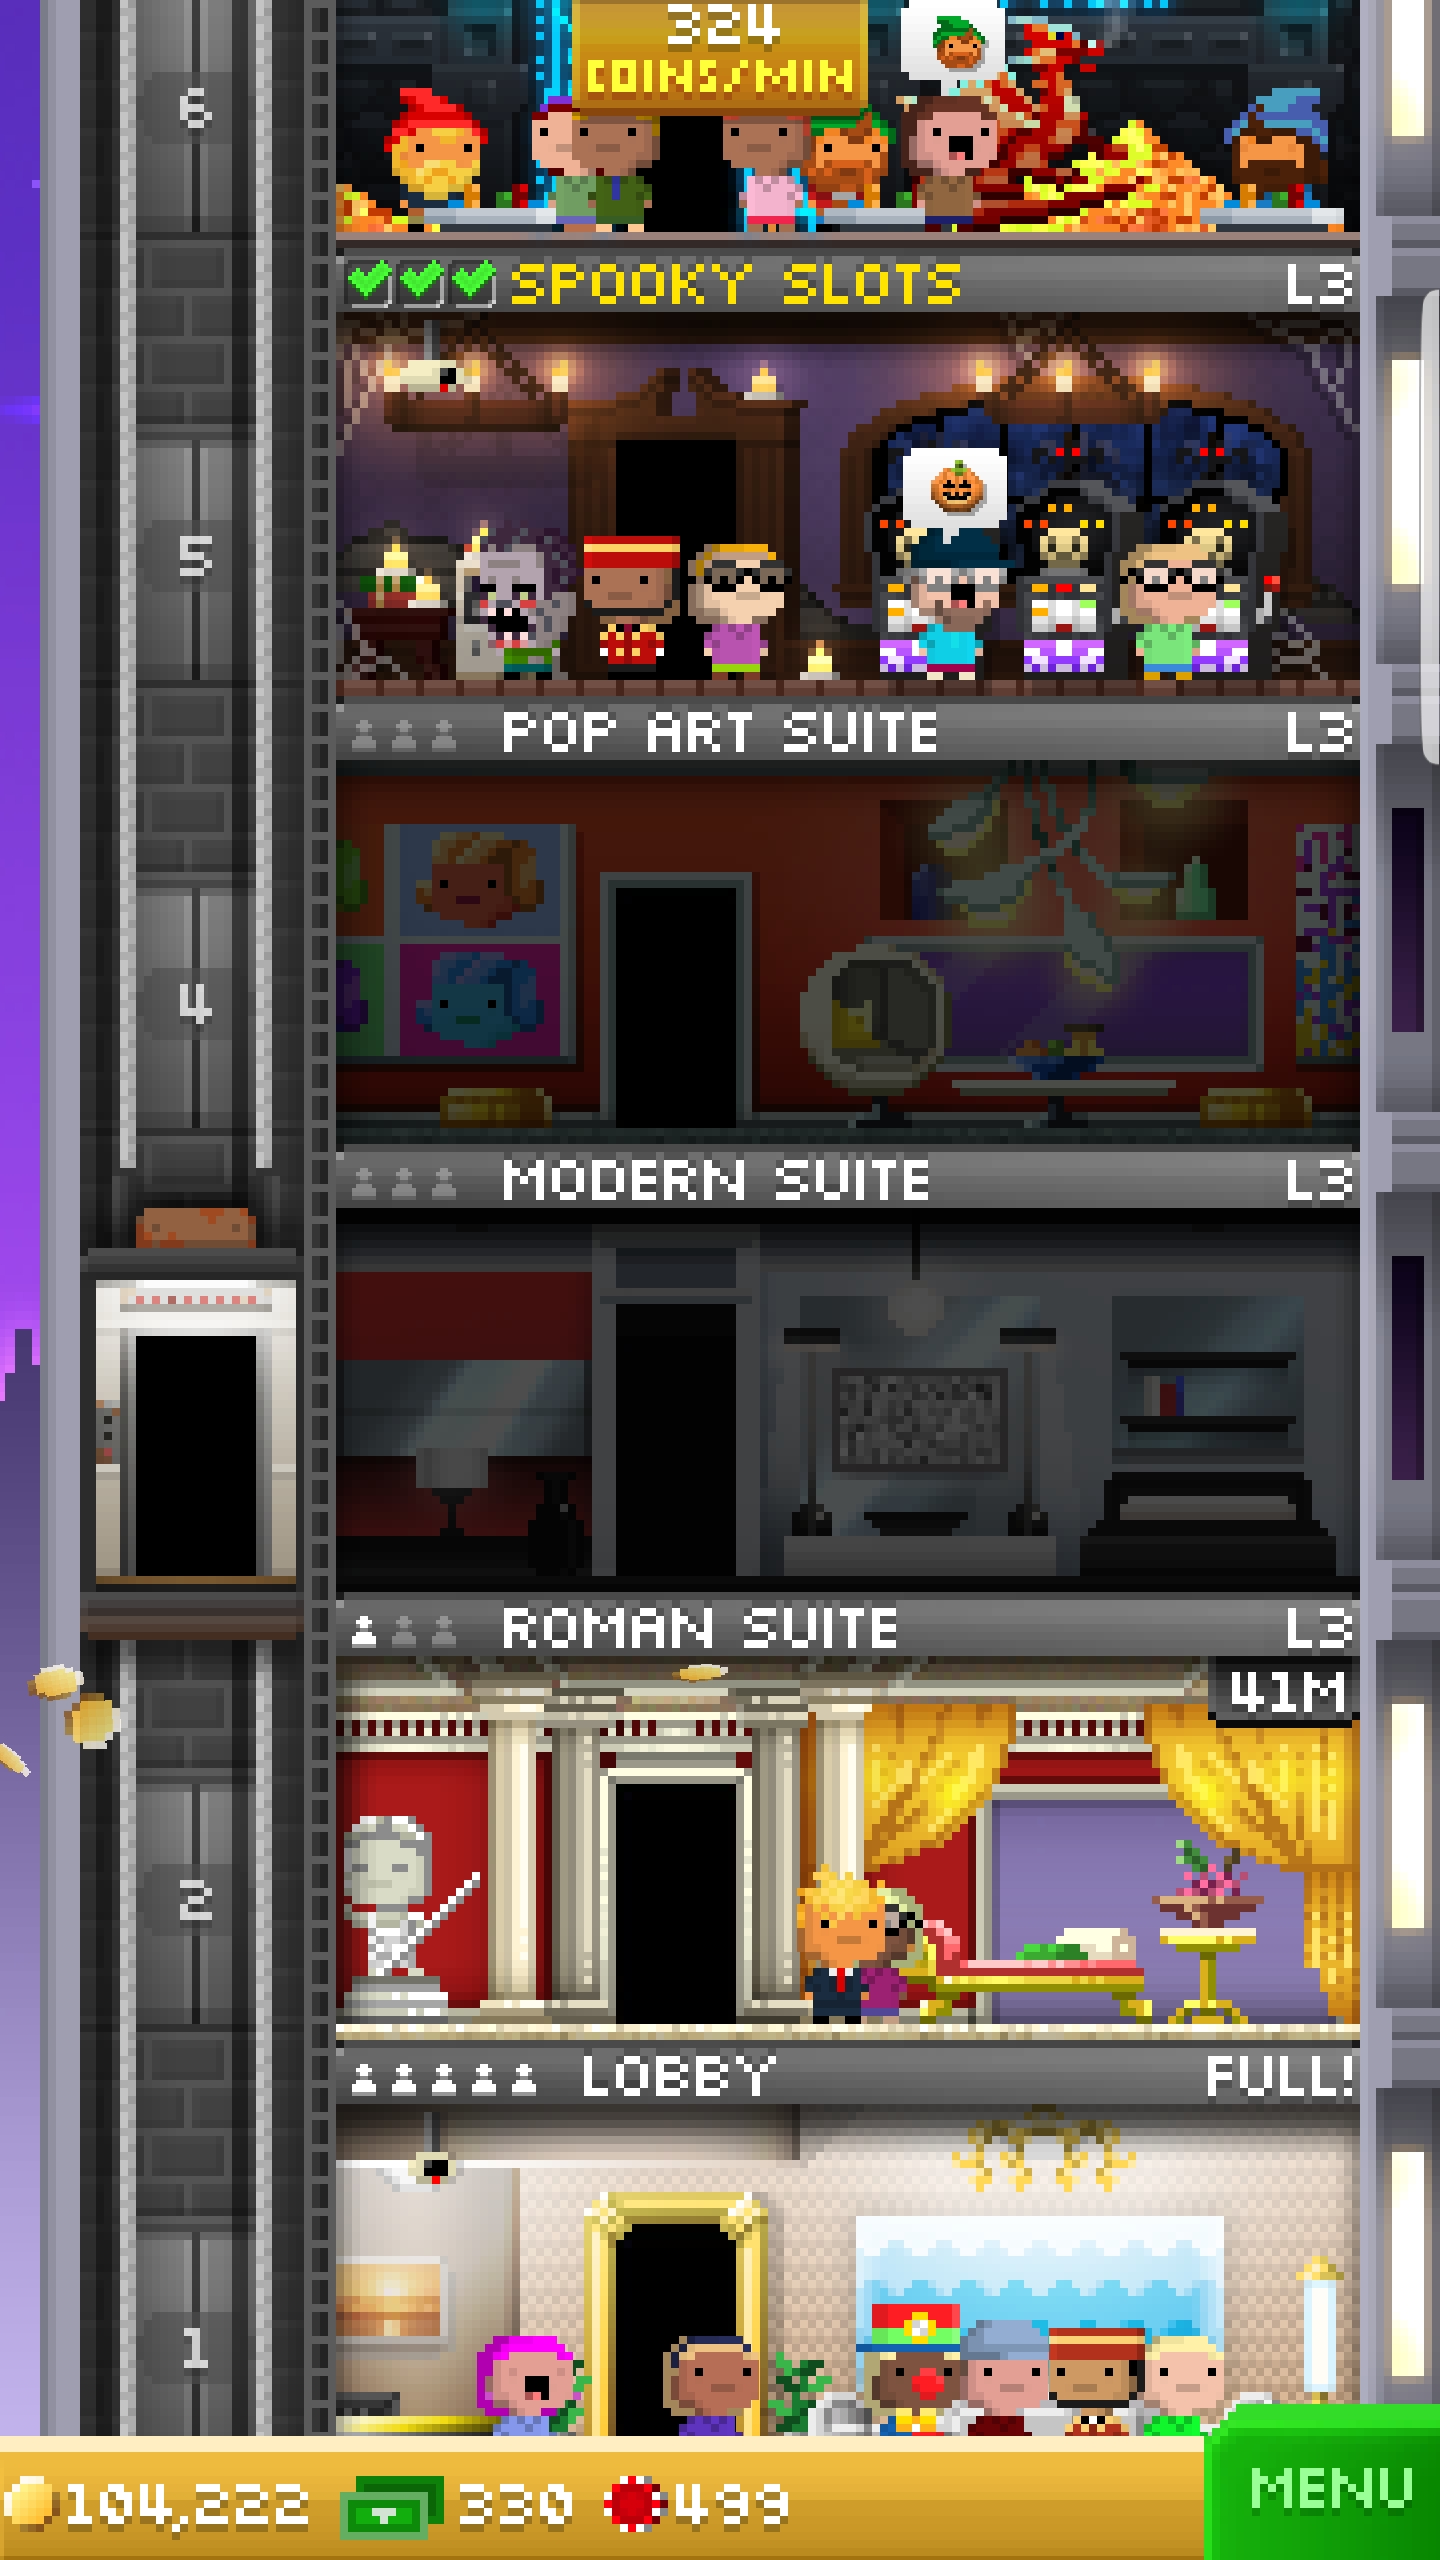 324
COINS/MIN
6
SPOOKY SLOTS L3
5
POP ART SUITE L3
4
MODERN SUITE L3
ROMAN SUITE L3
41M
2
LOBBY FULL!
1
104,222 330 499 MENU